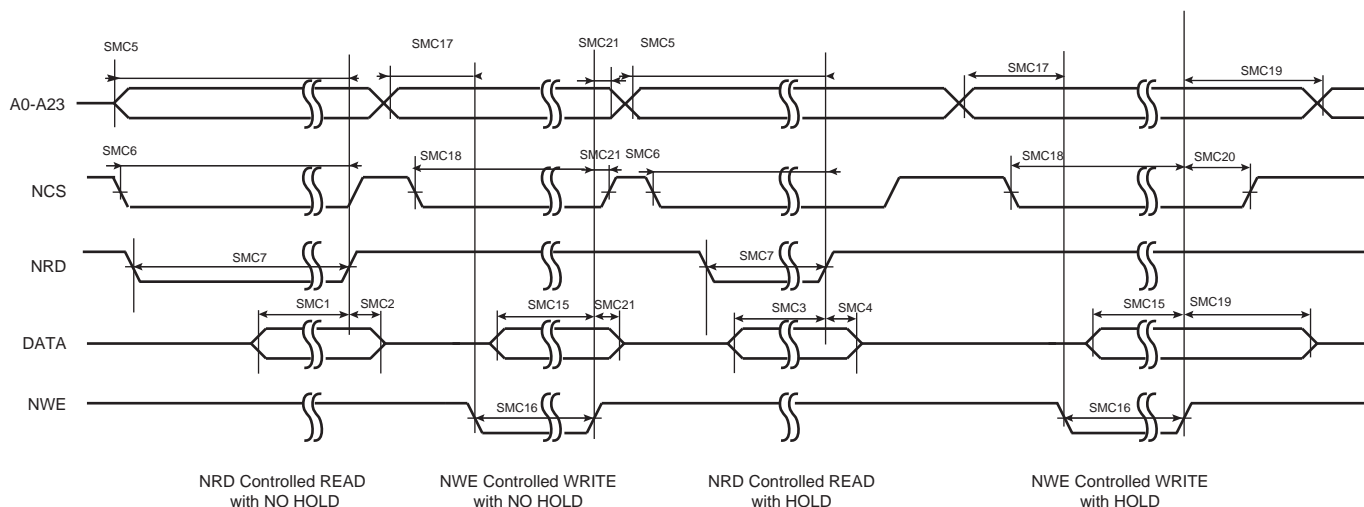 SMC5
SMC17
SMC21
SMC5
SMC17
SMC19
A0-A23
SMC6
SMC18
SMC21
SMC6
SMC18
SMC20
NCS
NRD
SMC7
SMC7
SMC1
SMC2
SMC15
SMC21
SMC3
SMC4
SMC15
SMC19
DATA
NWE
SMC16
SMC16
NRD Controlled READ
with NO HOLD
NWE Controlled WRITE
with NO HOLD
NRD Controlled READ
with HOLD
NWE Controlled WRITE
with HOLD